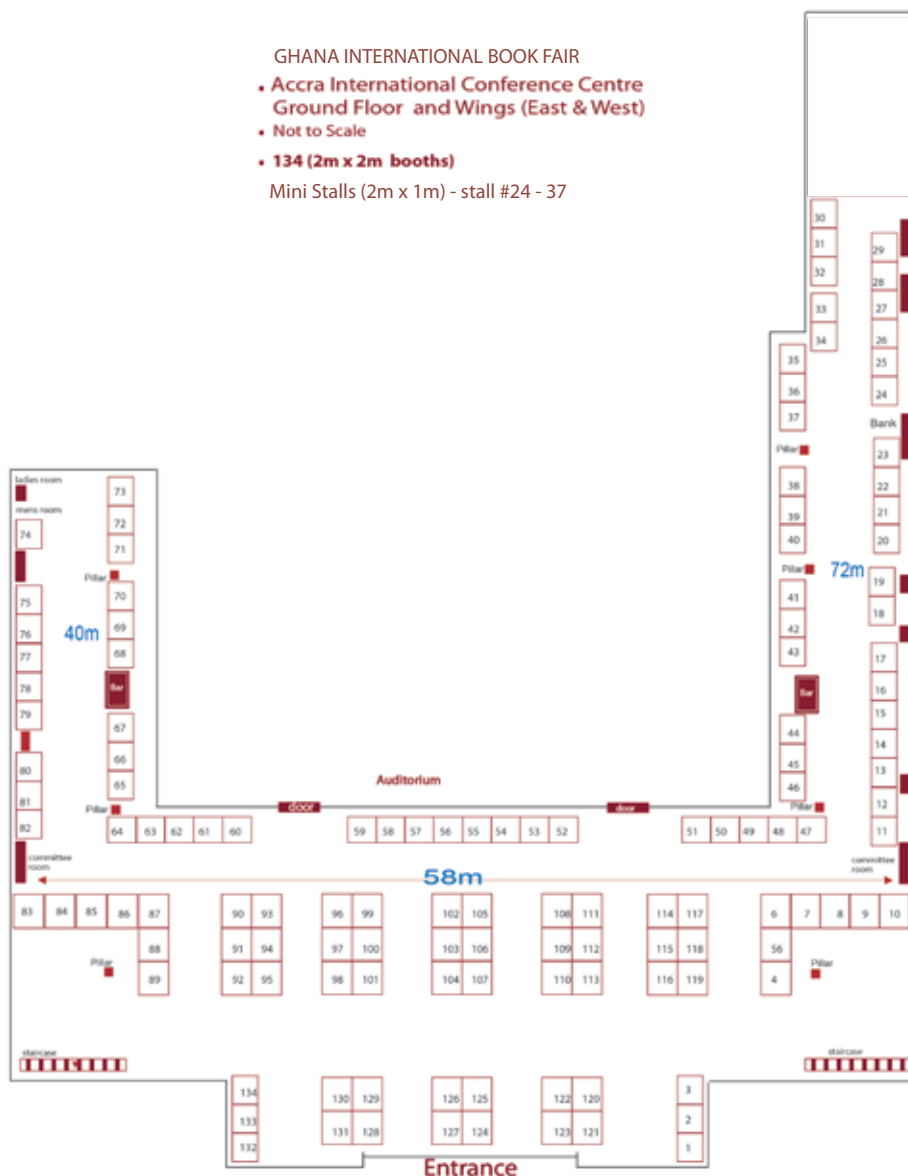 GHANA INTERNATIONAL BOOK FAIR
• Accra International Conference Centre
Ground Floor and Wings (East & West)
• Not to Scale
• 134 (2m x 2m booths)
Mini Stalls (2m x 1m) - stall #24 - 37
30
31
32
33
34
35
36
37
Pillar
38
39
40
Pillar
41
42
43
Bar
44
45
46
Pillar
29
28
27
26
25
24
Bank
23
22
21
20
72m
19
18
17
16
15
14
13
12
11
committee
room
ladies room
mens room
74
75
76
77
78
79
80
81
82
committee
room
73
72
71
Pillar
70
40m
69
68
Bar
67
66
65
Pillar
Auditorium
door
door
64 63 62 61 60
59 58 57 56 55 54 53 52
51 50 49 48 47
58m
83 84 85 86 87
88
89
Pillar
90 93
91 94
92 95
96 99
97 100
98 101
102 105
103 106
104 107
108 111
109 112
110 113
114 117
115 118
116 119
6 7 8 9 10
56
4
Pillar
staircase
staircase
134
133
132
130 129
131 128
126 125
127 124
122 120
123 121
3
2
1
Entrance